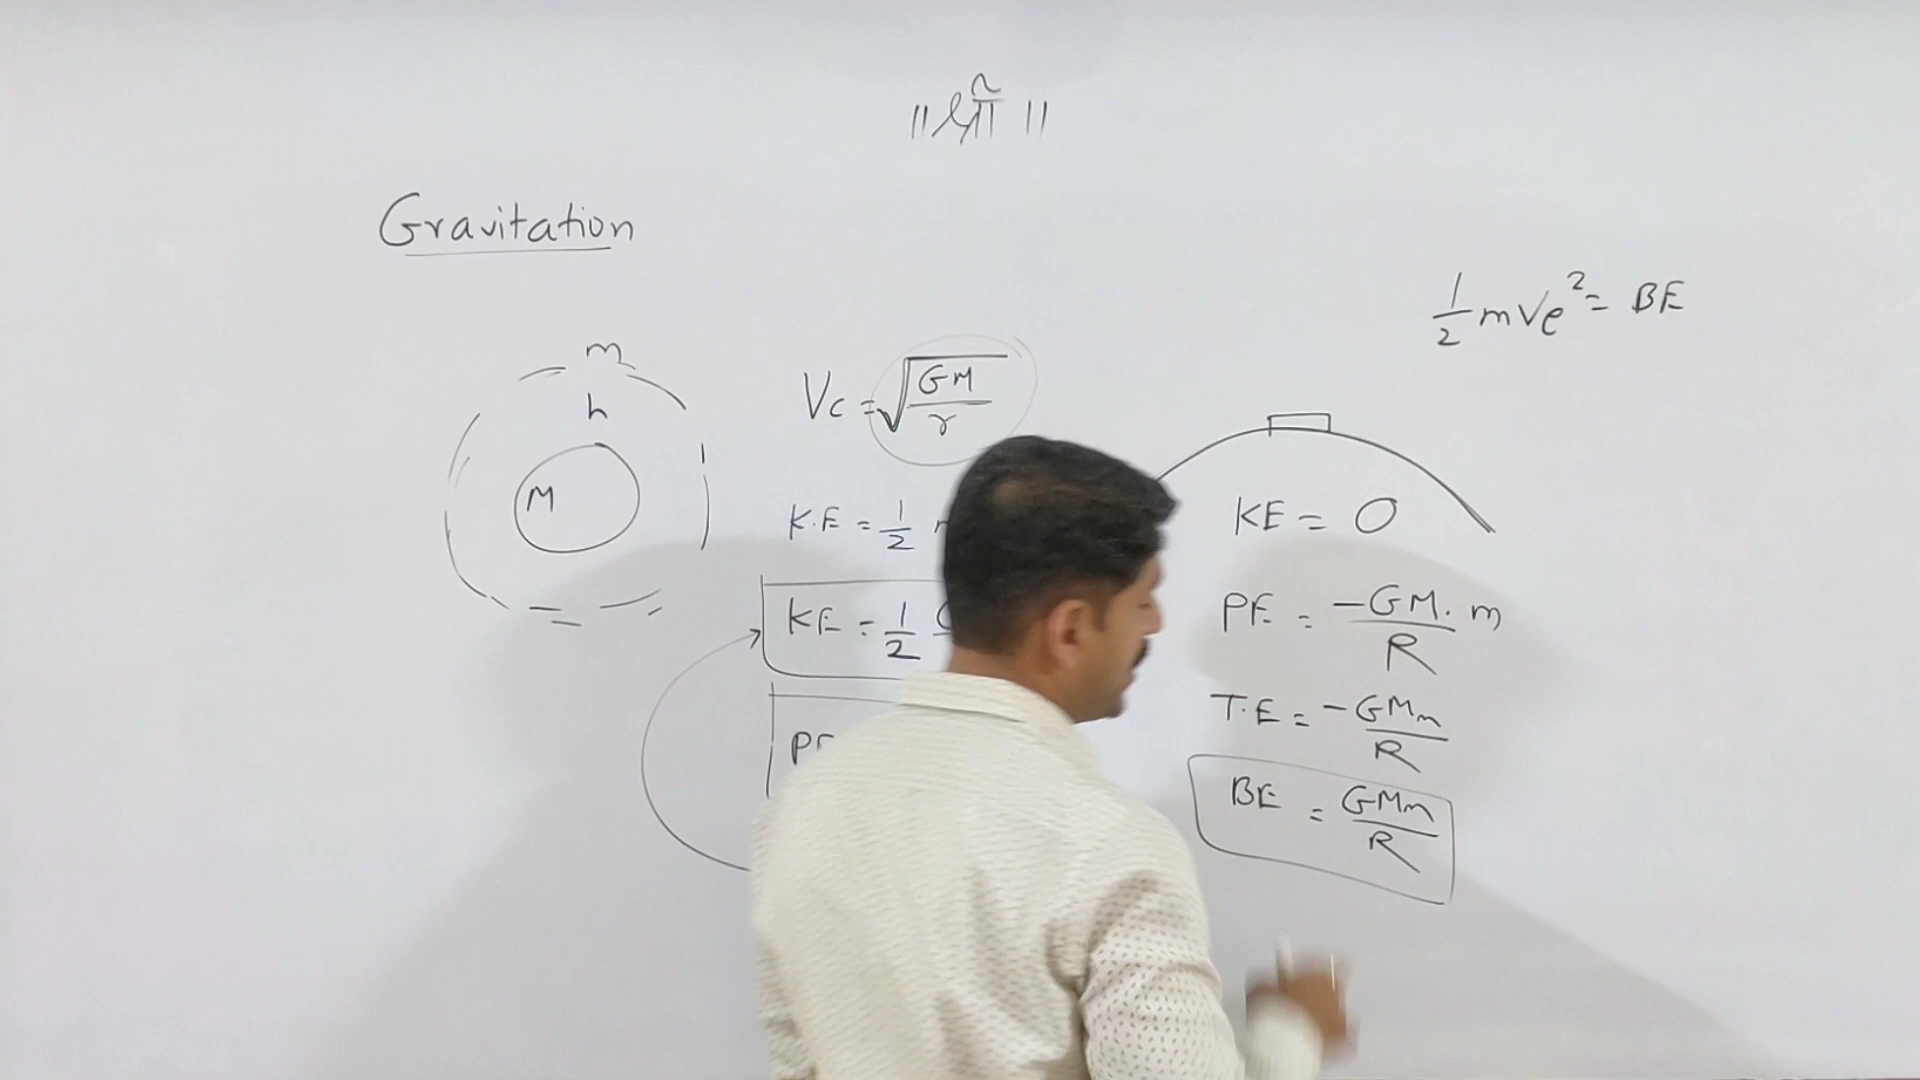 ॥ श्री ॥
Gravitation
1/2 mVe² = BE
m
h
M
Vc = √(GM/r)
K.E = 1/2
KE = 1/2
PE
KE = 0
PE = -GM.m/R
T.E = -GMm/R
BE = GMm/R